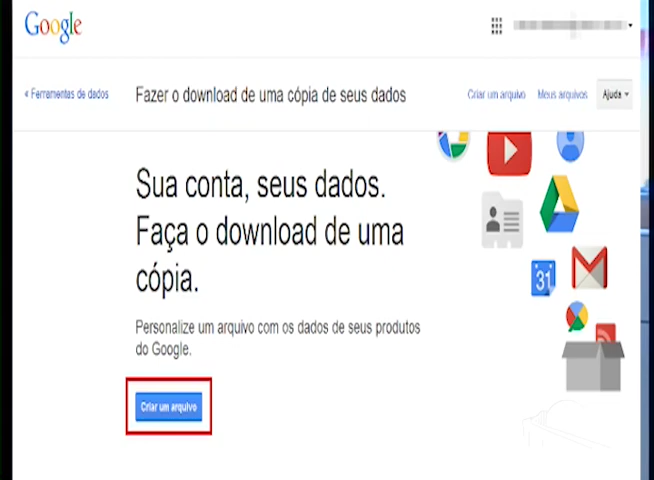 Google
« Ferramentas de dados
Fazer o download de uma cópia de seus dados
Criar um arquivo
Meus arquivos
Ajuda
Sua conta, seus dados.
Faça o download de uma
cópia.
Personalize um arquivo com os dados de seus produtos
do Google.
31
Criar um arquivo